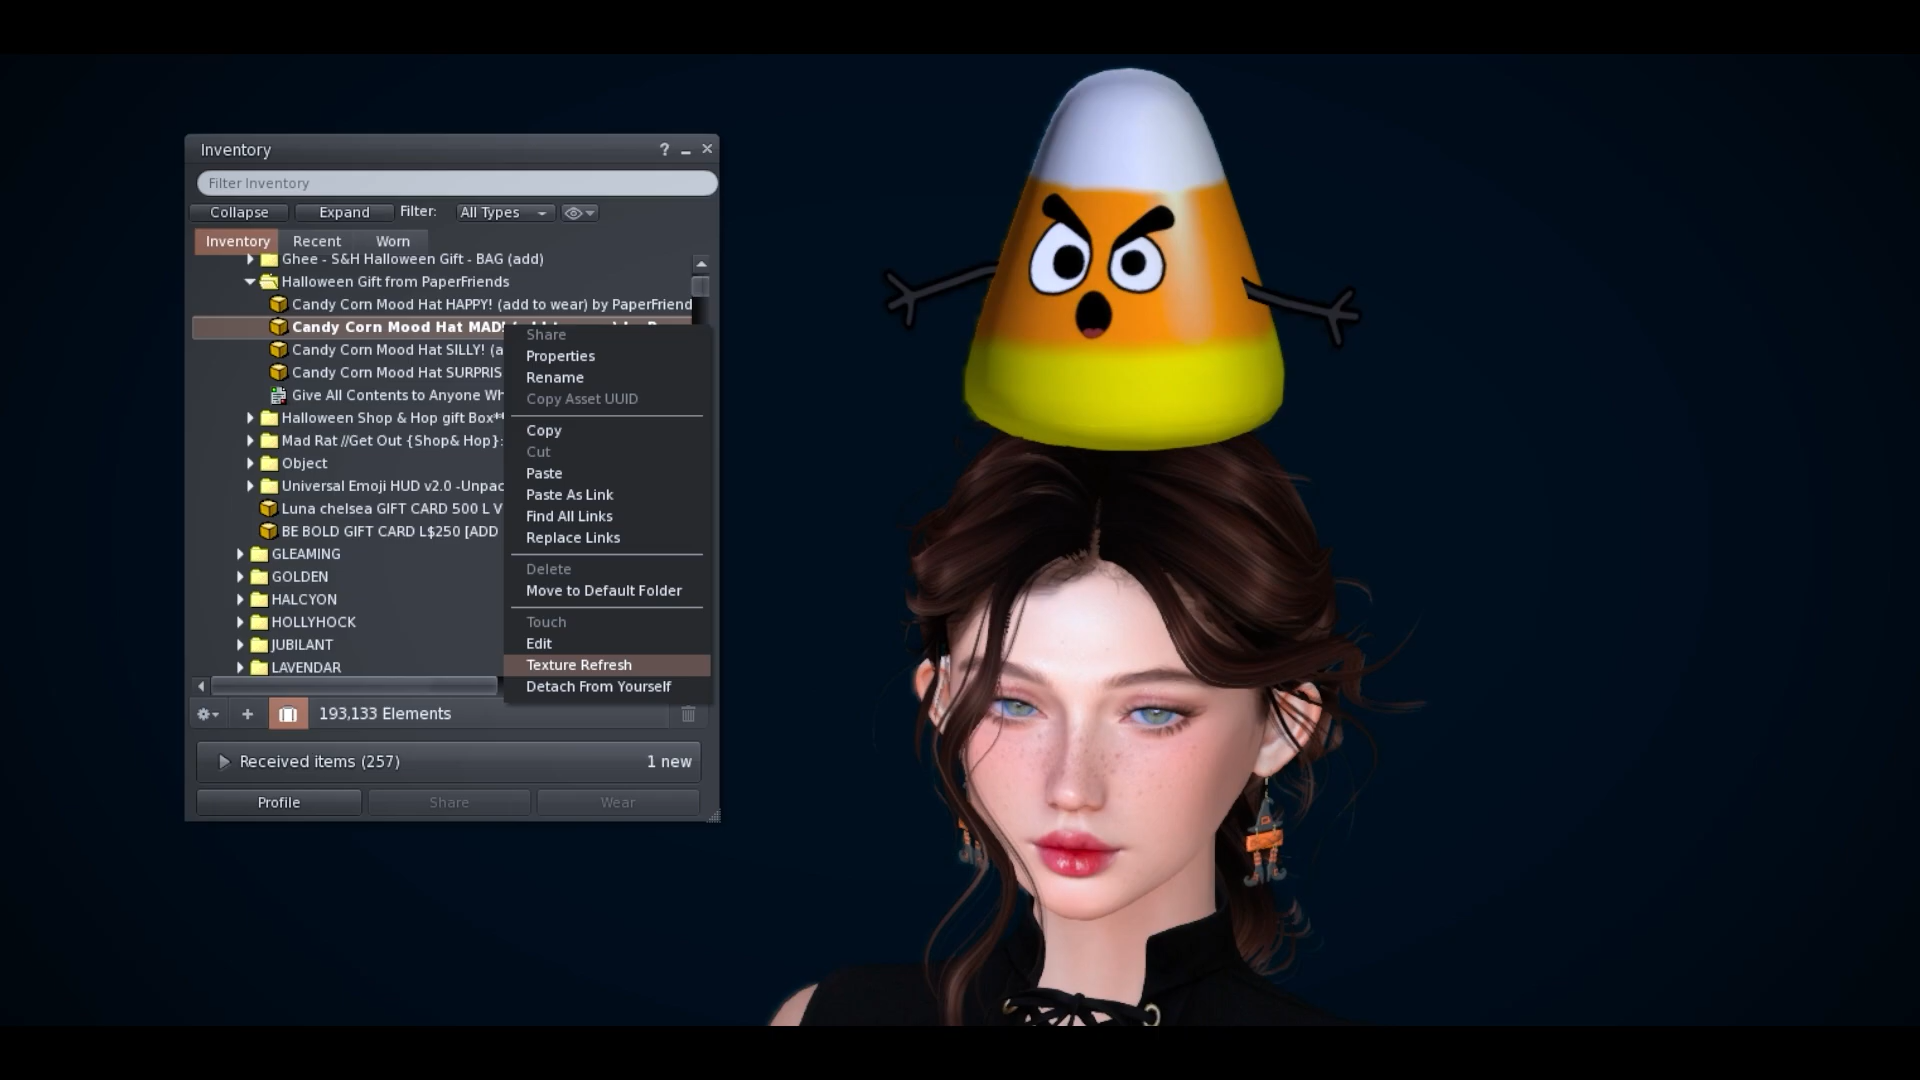 Inventory
?
Filter Inventory
Collapse Expand Filter: All Types
Inventory Recent Worn
Ghee - S&H Halloween Gift - BAG (add)
Halloween Gift from PaperFriends
Candy Corn Mood Hat HAPPY! (add to wear) by PaperFriend
Candy Corn Mood Hat MAD!
Candy Corn Mood Hat SILLY! (a
Candy Corn Mood Hat SURPRIS
Give All Contents to Anyone Wh
Halloween Shop & Hop gift Box**
Mad Rat //Get Out {Shop& Hop}:
Object
Universal Emoji HUD v2.0 -Unpac
Luna chelsea GIFT CARD 500 L V
BE BOLD GIFT CARD L$250 [ADD
GLEAMING
GOLDEN
HALCYON
HOLLYHOCK
JUBILANT
LAVENDAR
Share
Properties
Rename
Copy Asset UUID
Copy
Cut
Paste
Paste As Link
Find All Links
Replace Links
Delete
Move to Default Folder
Touch
Edit
Texture Refresh
Detach From Yourself
193,133 Elements
Received items (257) 1 new
Profile Share Wear